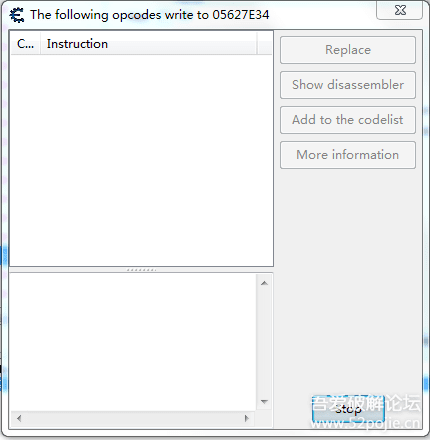 The following opcodes write to 05627E34
C... Instruction
Replace
Show disassembler
Add to the codelist
More information
Stop
吾爱破解论坛
www.52pojie.cn